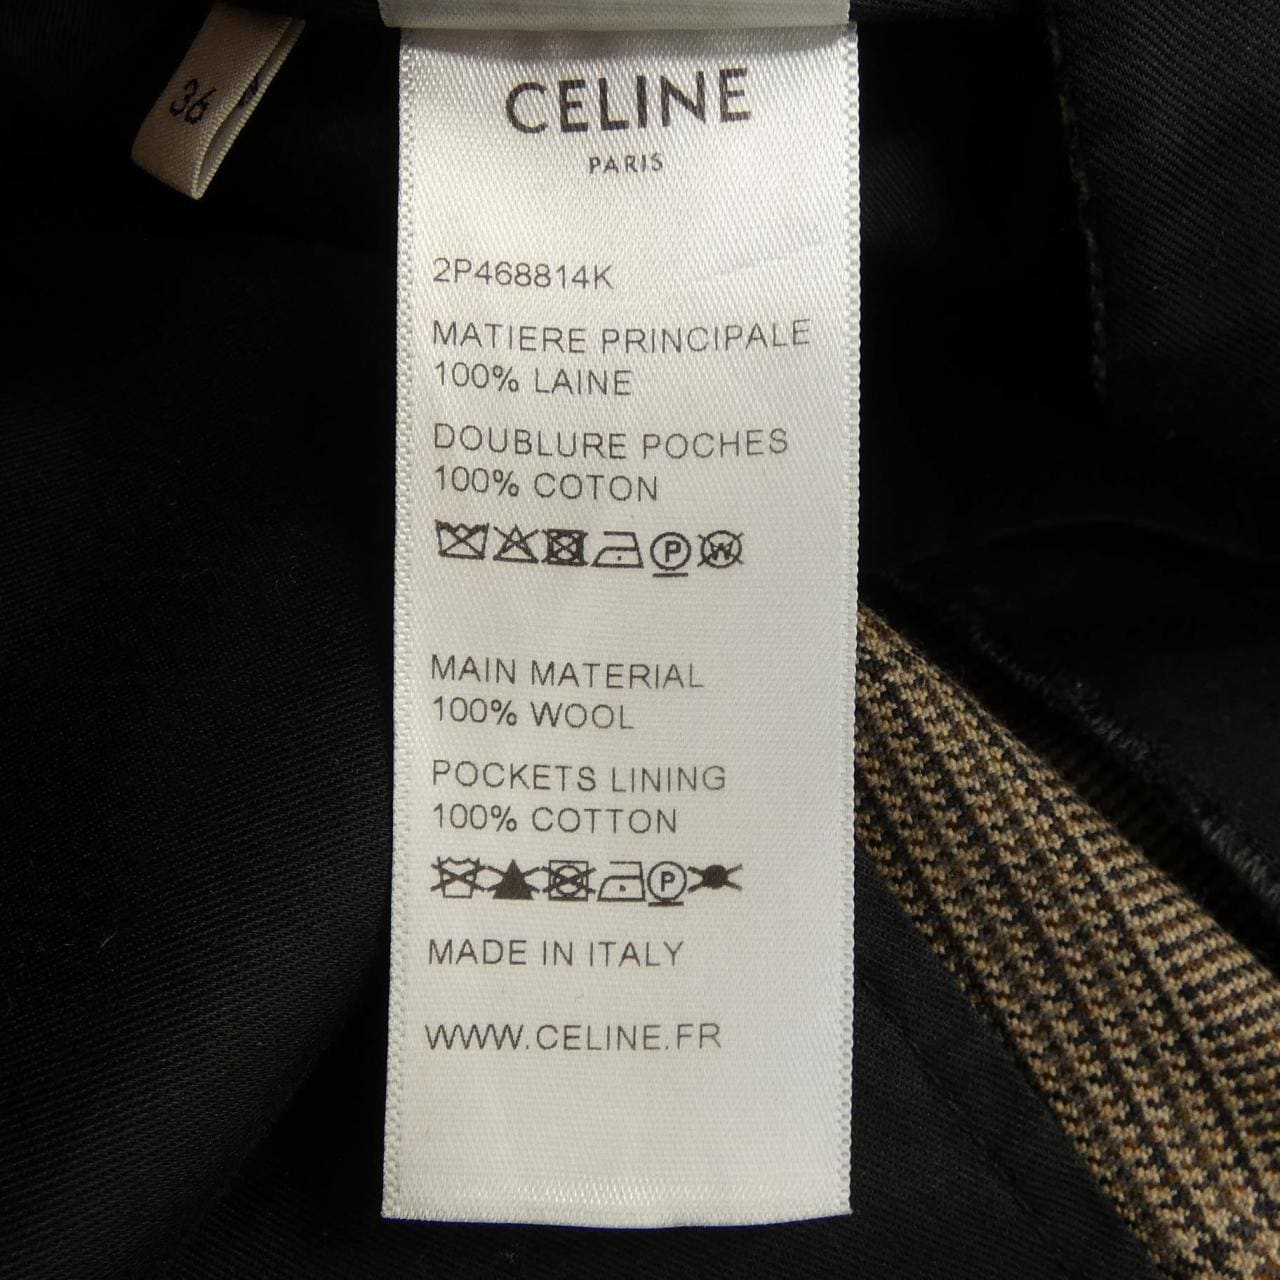 36
CELINE
PARIS
2P468814K
MATIERE PRINCIPALE
100% LAINE
DOUBLURE POCHES
100% COTON
P W
MAIN MATERIAL
100% WOOL
POCKETS LINING
100% COTTON
P
MADE IN ITALY
WWW.CELINE.FR